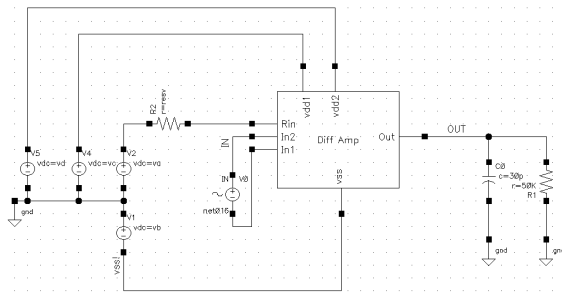 R2
r=resv
vdd1
vdd2
Rin
In2
In1
Diff Amp
Out
OUT
vss
IN
IN
V0
net016
V5
vdc=vd
V4
vdc=vc
V2
vdc=va
V1
vdc=vb
gnd
vss!
C0
c=30p
r=50K
R1
gnd
gn